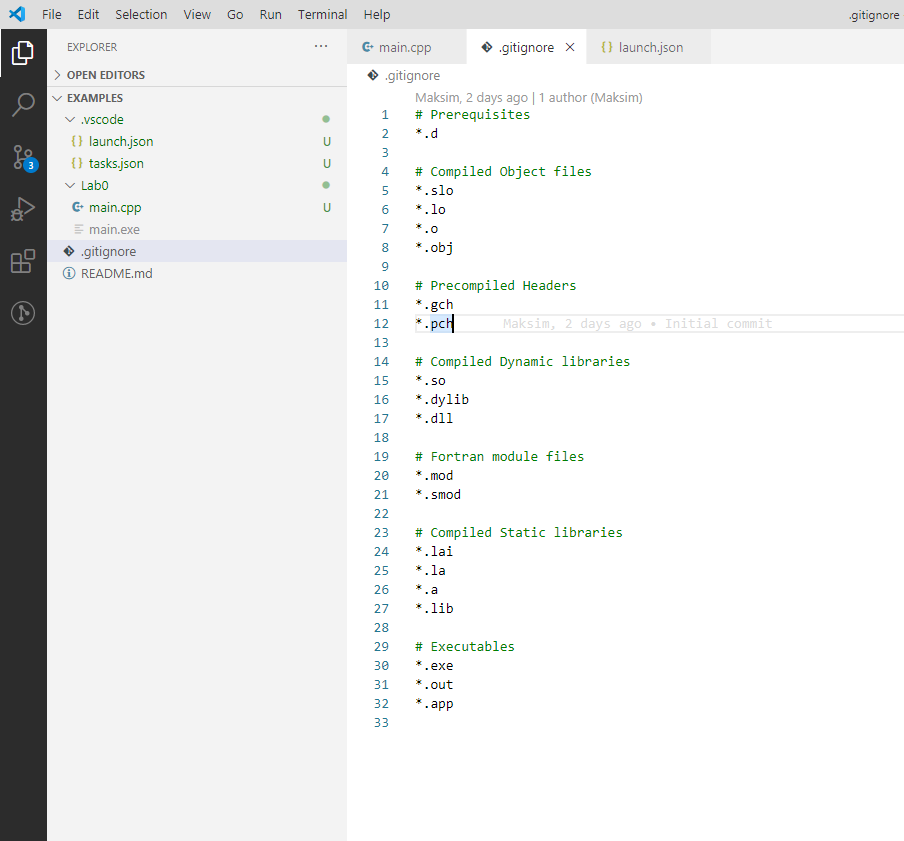 File Edit Selection View Go Run Terminal Help .gitignore
EXPLORER ...
OPEN EDITORS
EXAMPLES
.vscode
launch.json U
tasks.json U
Lab0
main.cpp U
main.exe
.gitignore
README.md
3
main.cpp .gitignore launch.json
.gitignore
Maksim, 2 days ago | 1 author (Maksim)
1 # Prerequisites
2 *.d
3
4 # Compiled Object files
5 *.slo
6 *.lo
7 *.o
8 *.obj
9
10 # Precompiled Headers
11 *.gch
12 *.pch Maksim, 2 days ago • Initial commit
13
14 # Compiled Dynamic libraries
15 *.so
16 *.dylib
17 *.dll
18
19 # Fortran module files
20 *.mod
21 *.smod
22
23 # Compiled Static libraries
24 *.lai
25 *.la
26 *.a
27 *.lib
28
29 # Executables
30 *.exe
31 *.out
32 *.app
33